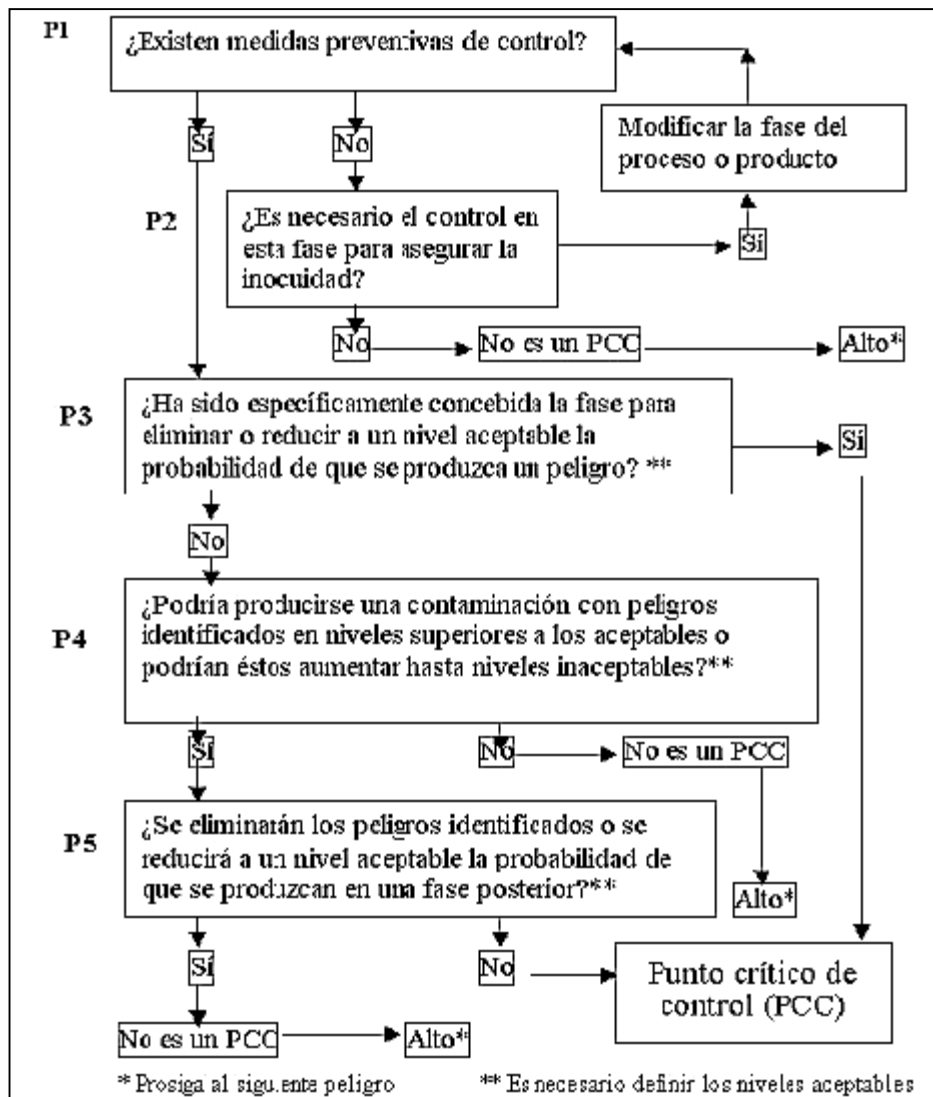 P1
¿Existen medidas preventivas de control?
Sí
No
Modificar la fase del
proceso o producto
P2
¿Es necesario el control en
esta fase para asegurar la
inocuidad?
Sí
No
No es un PCC
Alto*
P3
¿Ha sido específicamente concebida la fase para
eliminar o reducir a un nivel aceptable la
probabilidad de que se produzca un peligro? **
Sí
No
P4
¿Podría producirse una contaminación con peligros
identificados en niveles superiores a los aceptables o
podrían éstos aumentar hasta niveles inaceptables?**
Sí
No
No es un PCC
Alto*
P5
¿Se eliminarán los peligros identificados o se
reducirá a un nivel aceptable la probabilidad de
que se produzcan en una fase posterior?**
Sí
No
Punto crítico de
control (PCC)
No es un PCC
Alto*
* Prosiga al siguiente peligro
** Es necesario definir los niveles aceptables